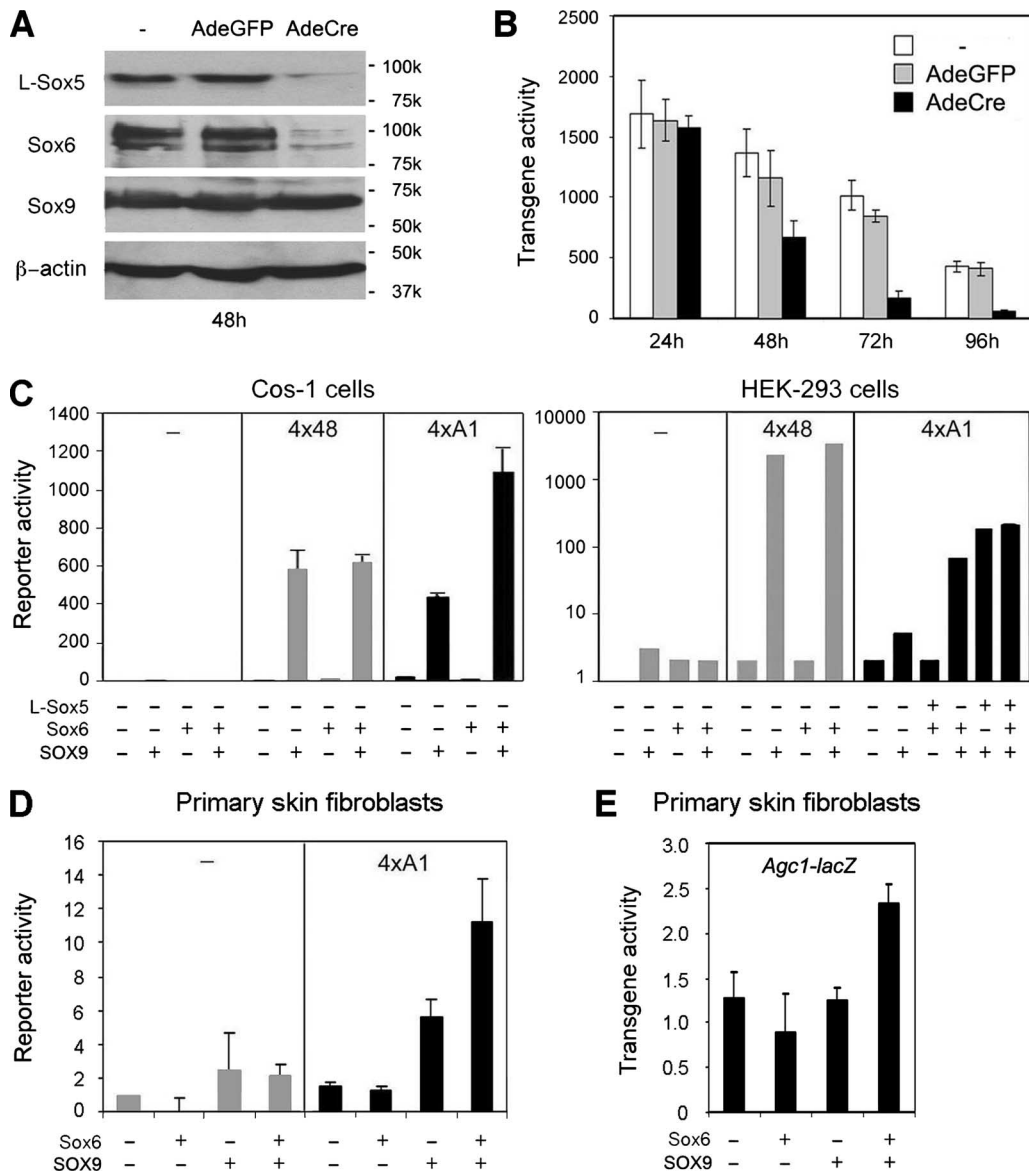 A
- AdeGFP AdeCre
L-Sox5
- 100k
- 75k
Sox6
- 100k
- 75k
Sox9
- 75k
- 50k
β-actin
- 50k
- 37k
48h
B
Transgene activity
2500
2000
1500
1000
500
0
-
AdeGFP
AdeCre
24h 48h 72h 96h
C
Cos-1 cells
Reporter activity
1400
1200
1000
800
600
400
200
0
– 4x48 4xA1
HEK-293 cells
10000
1000
100
10
1
– 4x48 4xA1
L-Sox5
Sox6
SOX9
D
Primary skin fibroblasts
Reporter activity
16
14
12
10
8
6
4
2
0
– 4xA1
Sox6 – + – + – + – +
SOX9 – – + + – – + +
E
Primary skin fibroblasts
Transgene activity
3.0
2.5
2.0
1.5
1.0
0.5
0
Agc1-lacZ
Sox6 – + – +
SOX9 – – + +